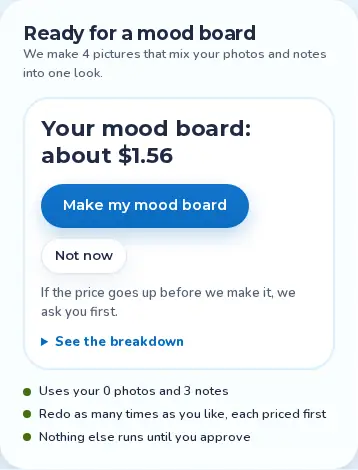 Ready for a mood board
We make 4 pictures that mix your photos and notes
into one look.
Your mood board:
about $1.56
Make my mood board
Not now
If the price goes up before we make it, we
ask you first.
See the breakdown
Uses your 0 photos and 3 notes
Redo as many times as you like, each priced first
Nothing else runs until you approve